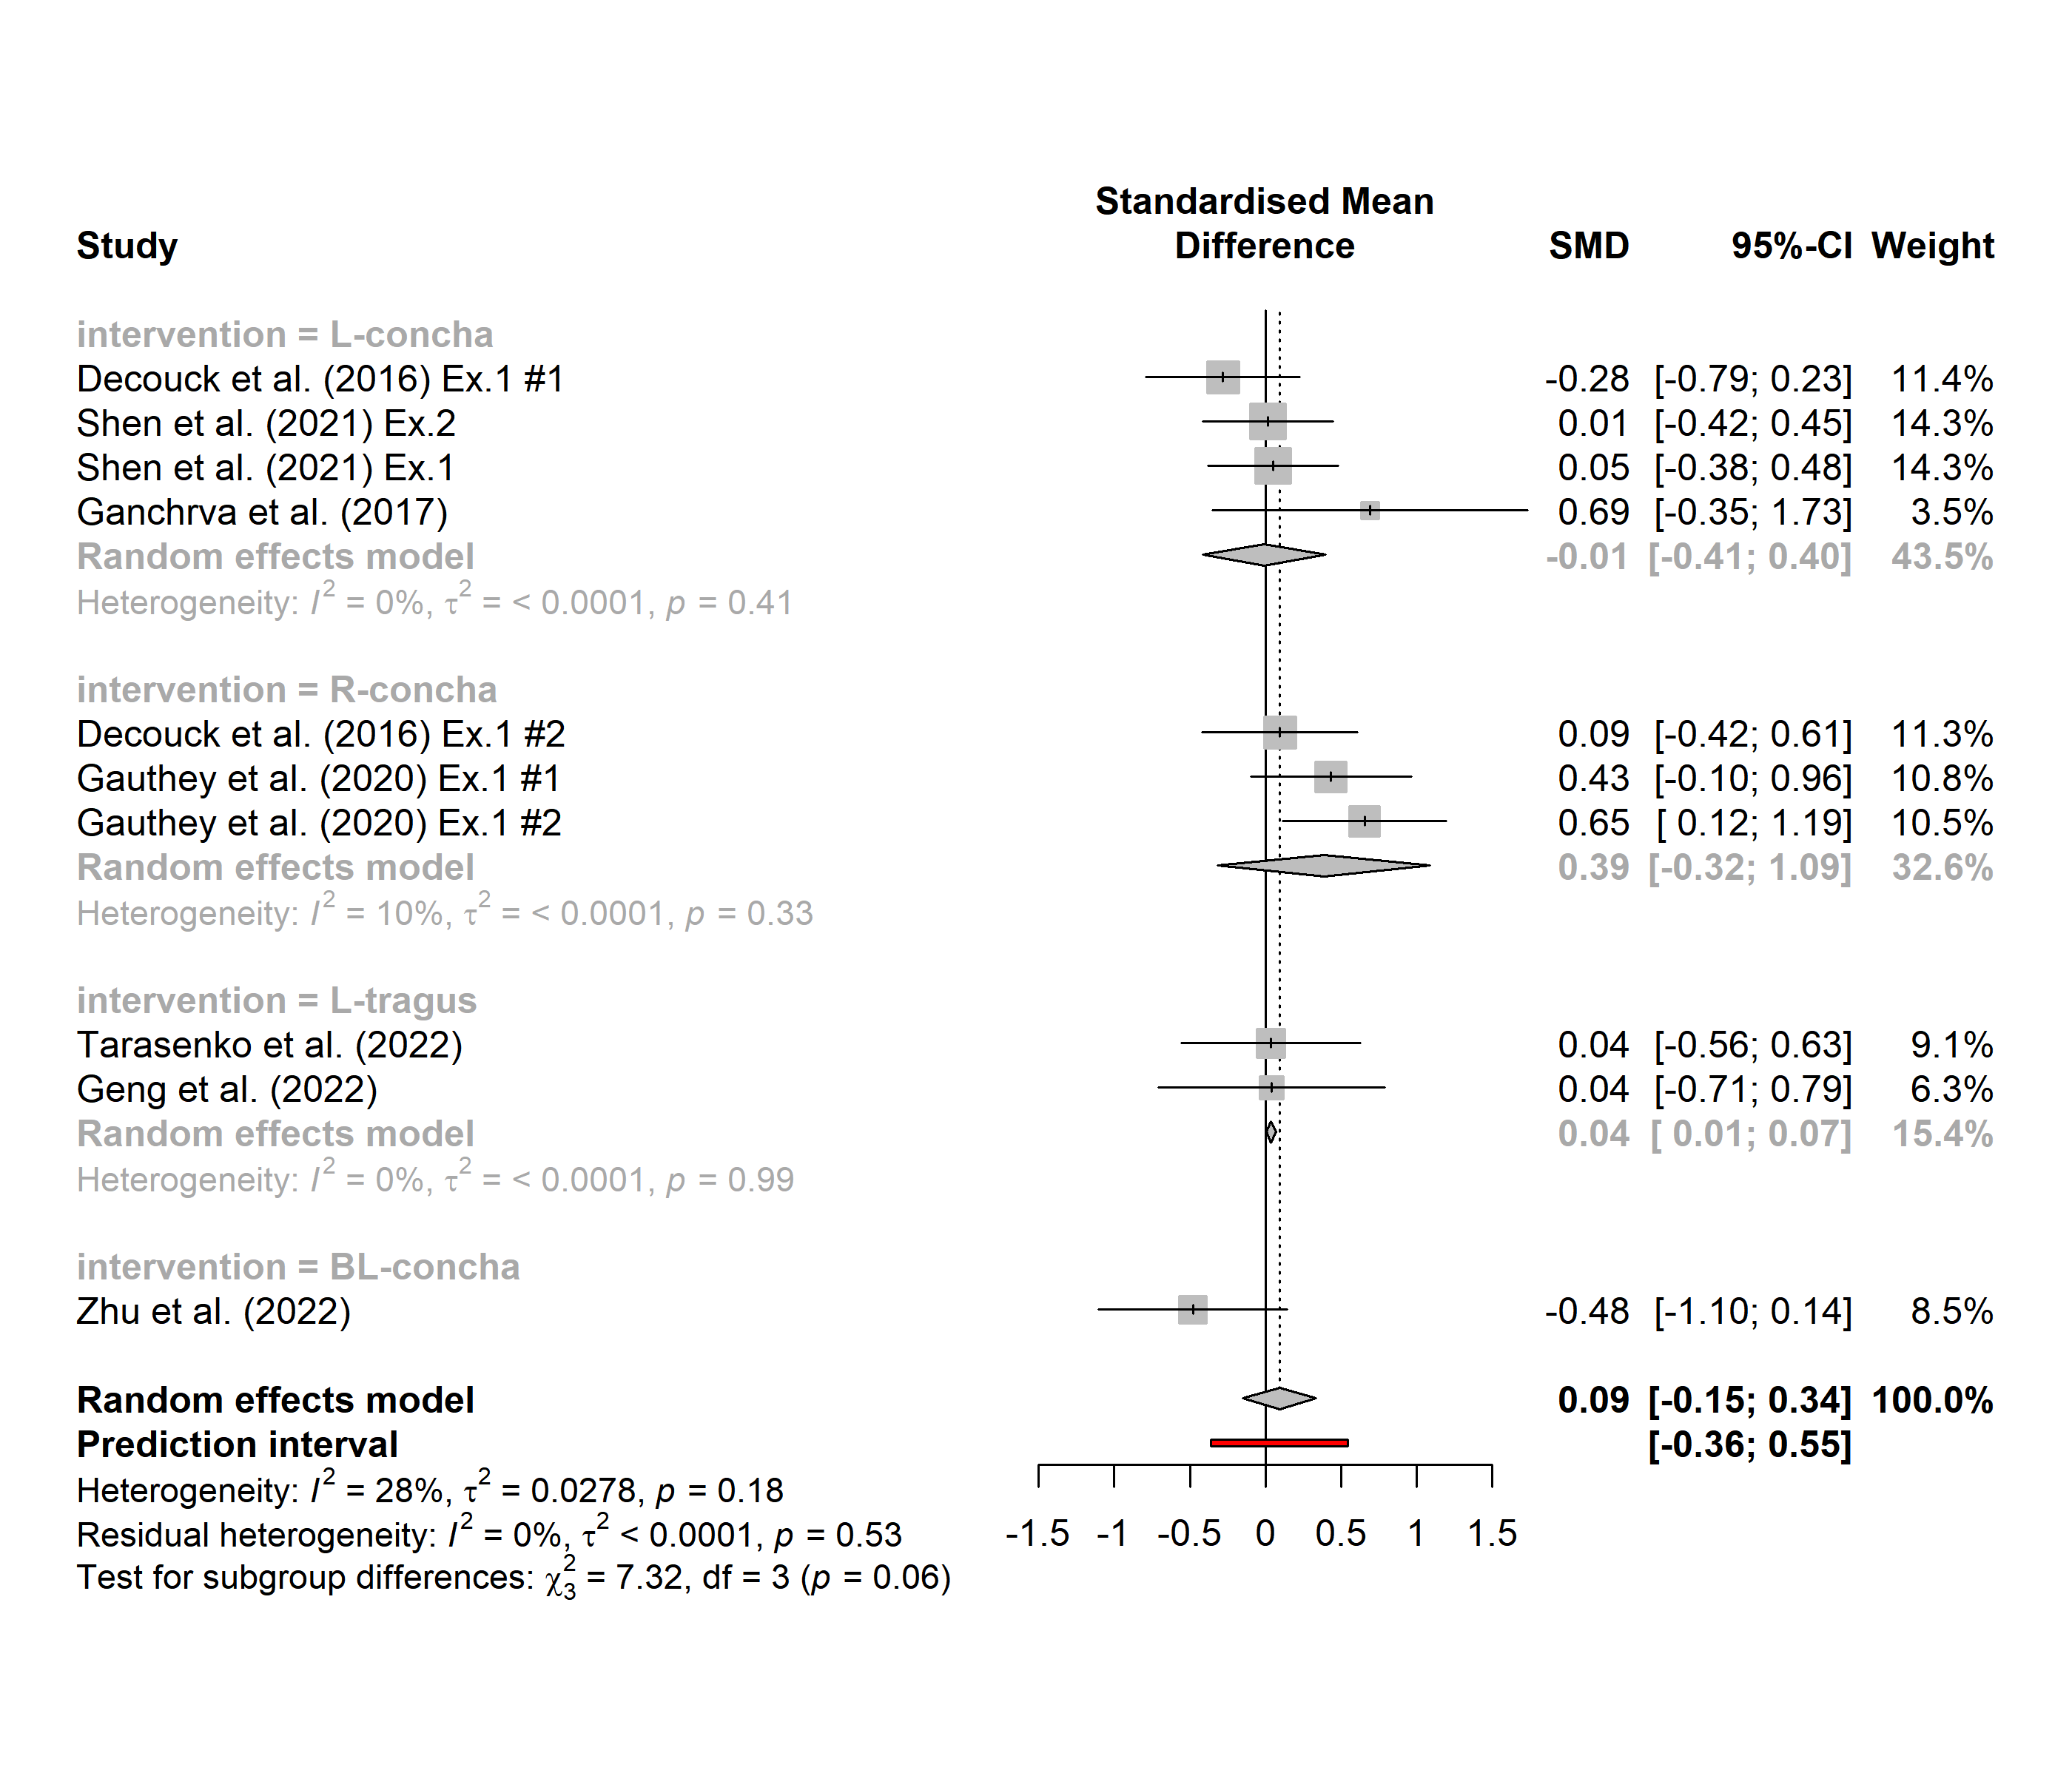 Standardised Mean
Study Difference SMD 95%-CI Weight
intervention = L-concha
Decouck et al. (2016) Ex.1 #1 -0.28 [-0.79; 0.23] 11.4%
Shen et al. (2021) Ex.2 0.01 [-0.42; 0.45] 14.3%
Shen et al. (2021) Ex.1 0.05 [-0.38; 0.48] 14.3%
Ganchrva et al. (2017) 0.69 [-0.35; 1.73] 3.5%
Random effects model -0.01 [-0.41; 0.40] 43.5%
Heterogeneity: I² = 0%, τ² = < 0.0001, p = 0.41
intervention = R-concha
Decouck et al. (2016) Ex.1 #2 0.09 [-0.42; 0.61] 11.3%
Gauthey et al. (2020) Ex.1 #1 0.43 [-0.10; 0.96] 10.8%
Gauthey et al. (2020) Ex.1 #2 0.65 [ 0.12; 1.19] 10.5%
Random effects model 0.39 [-0.32; 1.09] 32.6%
Heterogeneity: I² = 10%, τ² = < 0.0001, p = 0.33
intervention = L-tragus
Tarasenko et al. (2022) 0.04 [-0.56; 0.63] 9.1%
Geng et al. (2022) 0.04 [-0.71; 0.79] 6.3%
Random effects model 0.04 [ 0.01; 0.07] 15.4%
Heterogeneity: I² = 0%, τ² = < 0.0001, p = 0.99
intervention = BL-concha
Zhu et al. (2022) -0.48 [-1.10; 0.14] 8.5%
Random effects model 0.09 [-0.15; 0.34] 100.0%
Prediction interval [-0.36; 0.55]
Heterogeneity: I² = 28%, τ² = 0.0278, p = 0.18
Residual heterogeneity: I² = 0%, τ² < 0.0001, p = 0.53
-1.5 -1 -0.5 0 0.5 1 1.5
Test for subgroup differences: χ²₃ = 7.32, df = 3 (p = 0.06)